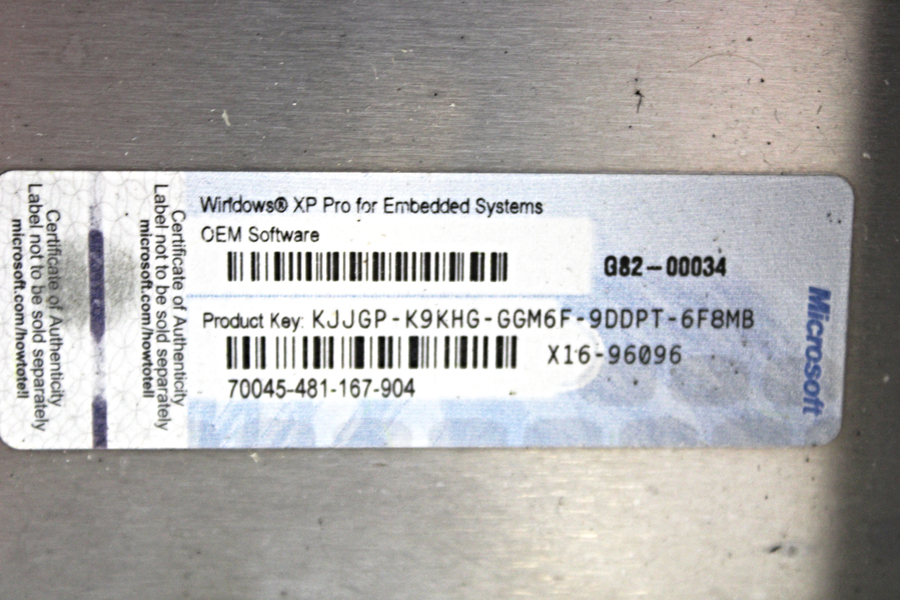 Windows® XP Pro for Embedded Systems
OEM Software
G82-00034
Product Key: KJJGP-K9KHG-GGM6F-9DDPT-6F8MB
X16-96096
70045-481-167-904
Microsoft
Certificate of Authenticity
Label not to be sold separately
microsoft.com/howtotell
Certificate of Authenticity
Label not to be sold separately
microsoft.com/howtotell